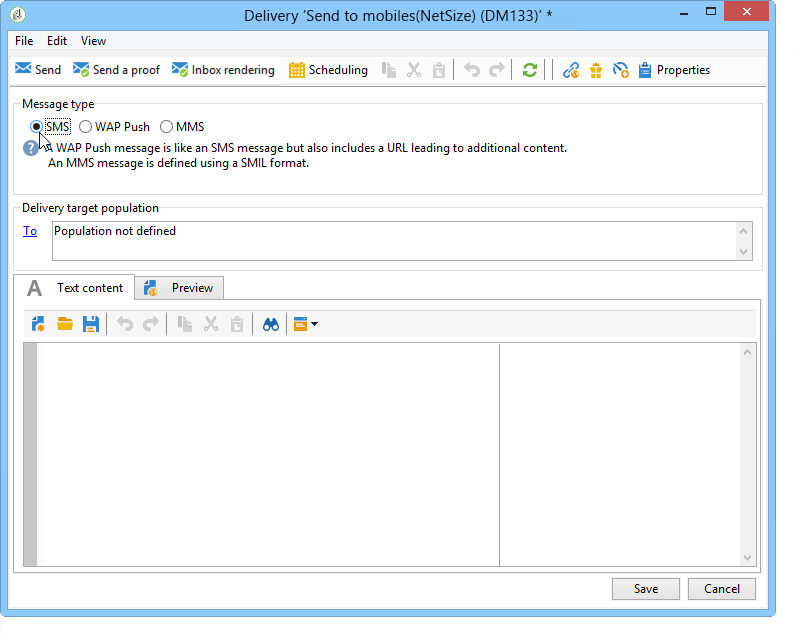 Delivery ‘Send to mobiles(NetSize) (DM133)’ *
File Edit View
Send Send a proof Inbox rendering Scheduling Properties
Message type
SMS WAP Push MMS
A WAP Push message is like an SMS message but also includes a URL leading to additional content.
An MMS message is defined using a SMIL format.
Delivery target population
To Population not defined
A Text content Preview
Save Cancel